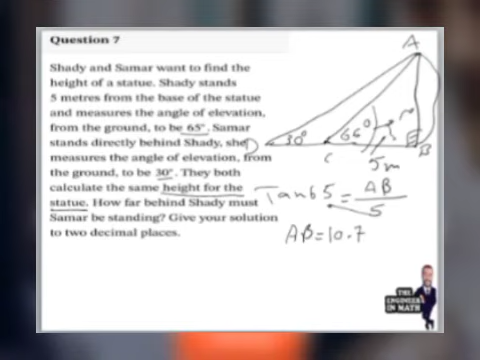 Question 7
Shady and Samar want to find the
height of a statue. Shady stands
5 metres from the base of the statue
and measures the angle of elevation,
from the ground, to be 65°. Samar
stands directly behind Shady, she
measures the angle of elevation, from
the ground, to be 30°. They both
calculate the same height for the
statue. How far behind Shady must
Samar be standing? Give your solution
to two decimal places.
A
D
30°
C
B
5m
Tan65 = AB
5
AB=10.7
THE
ENGINEER
IN MATH